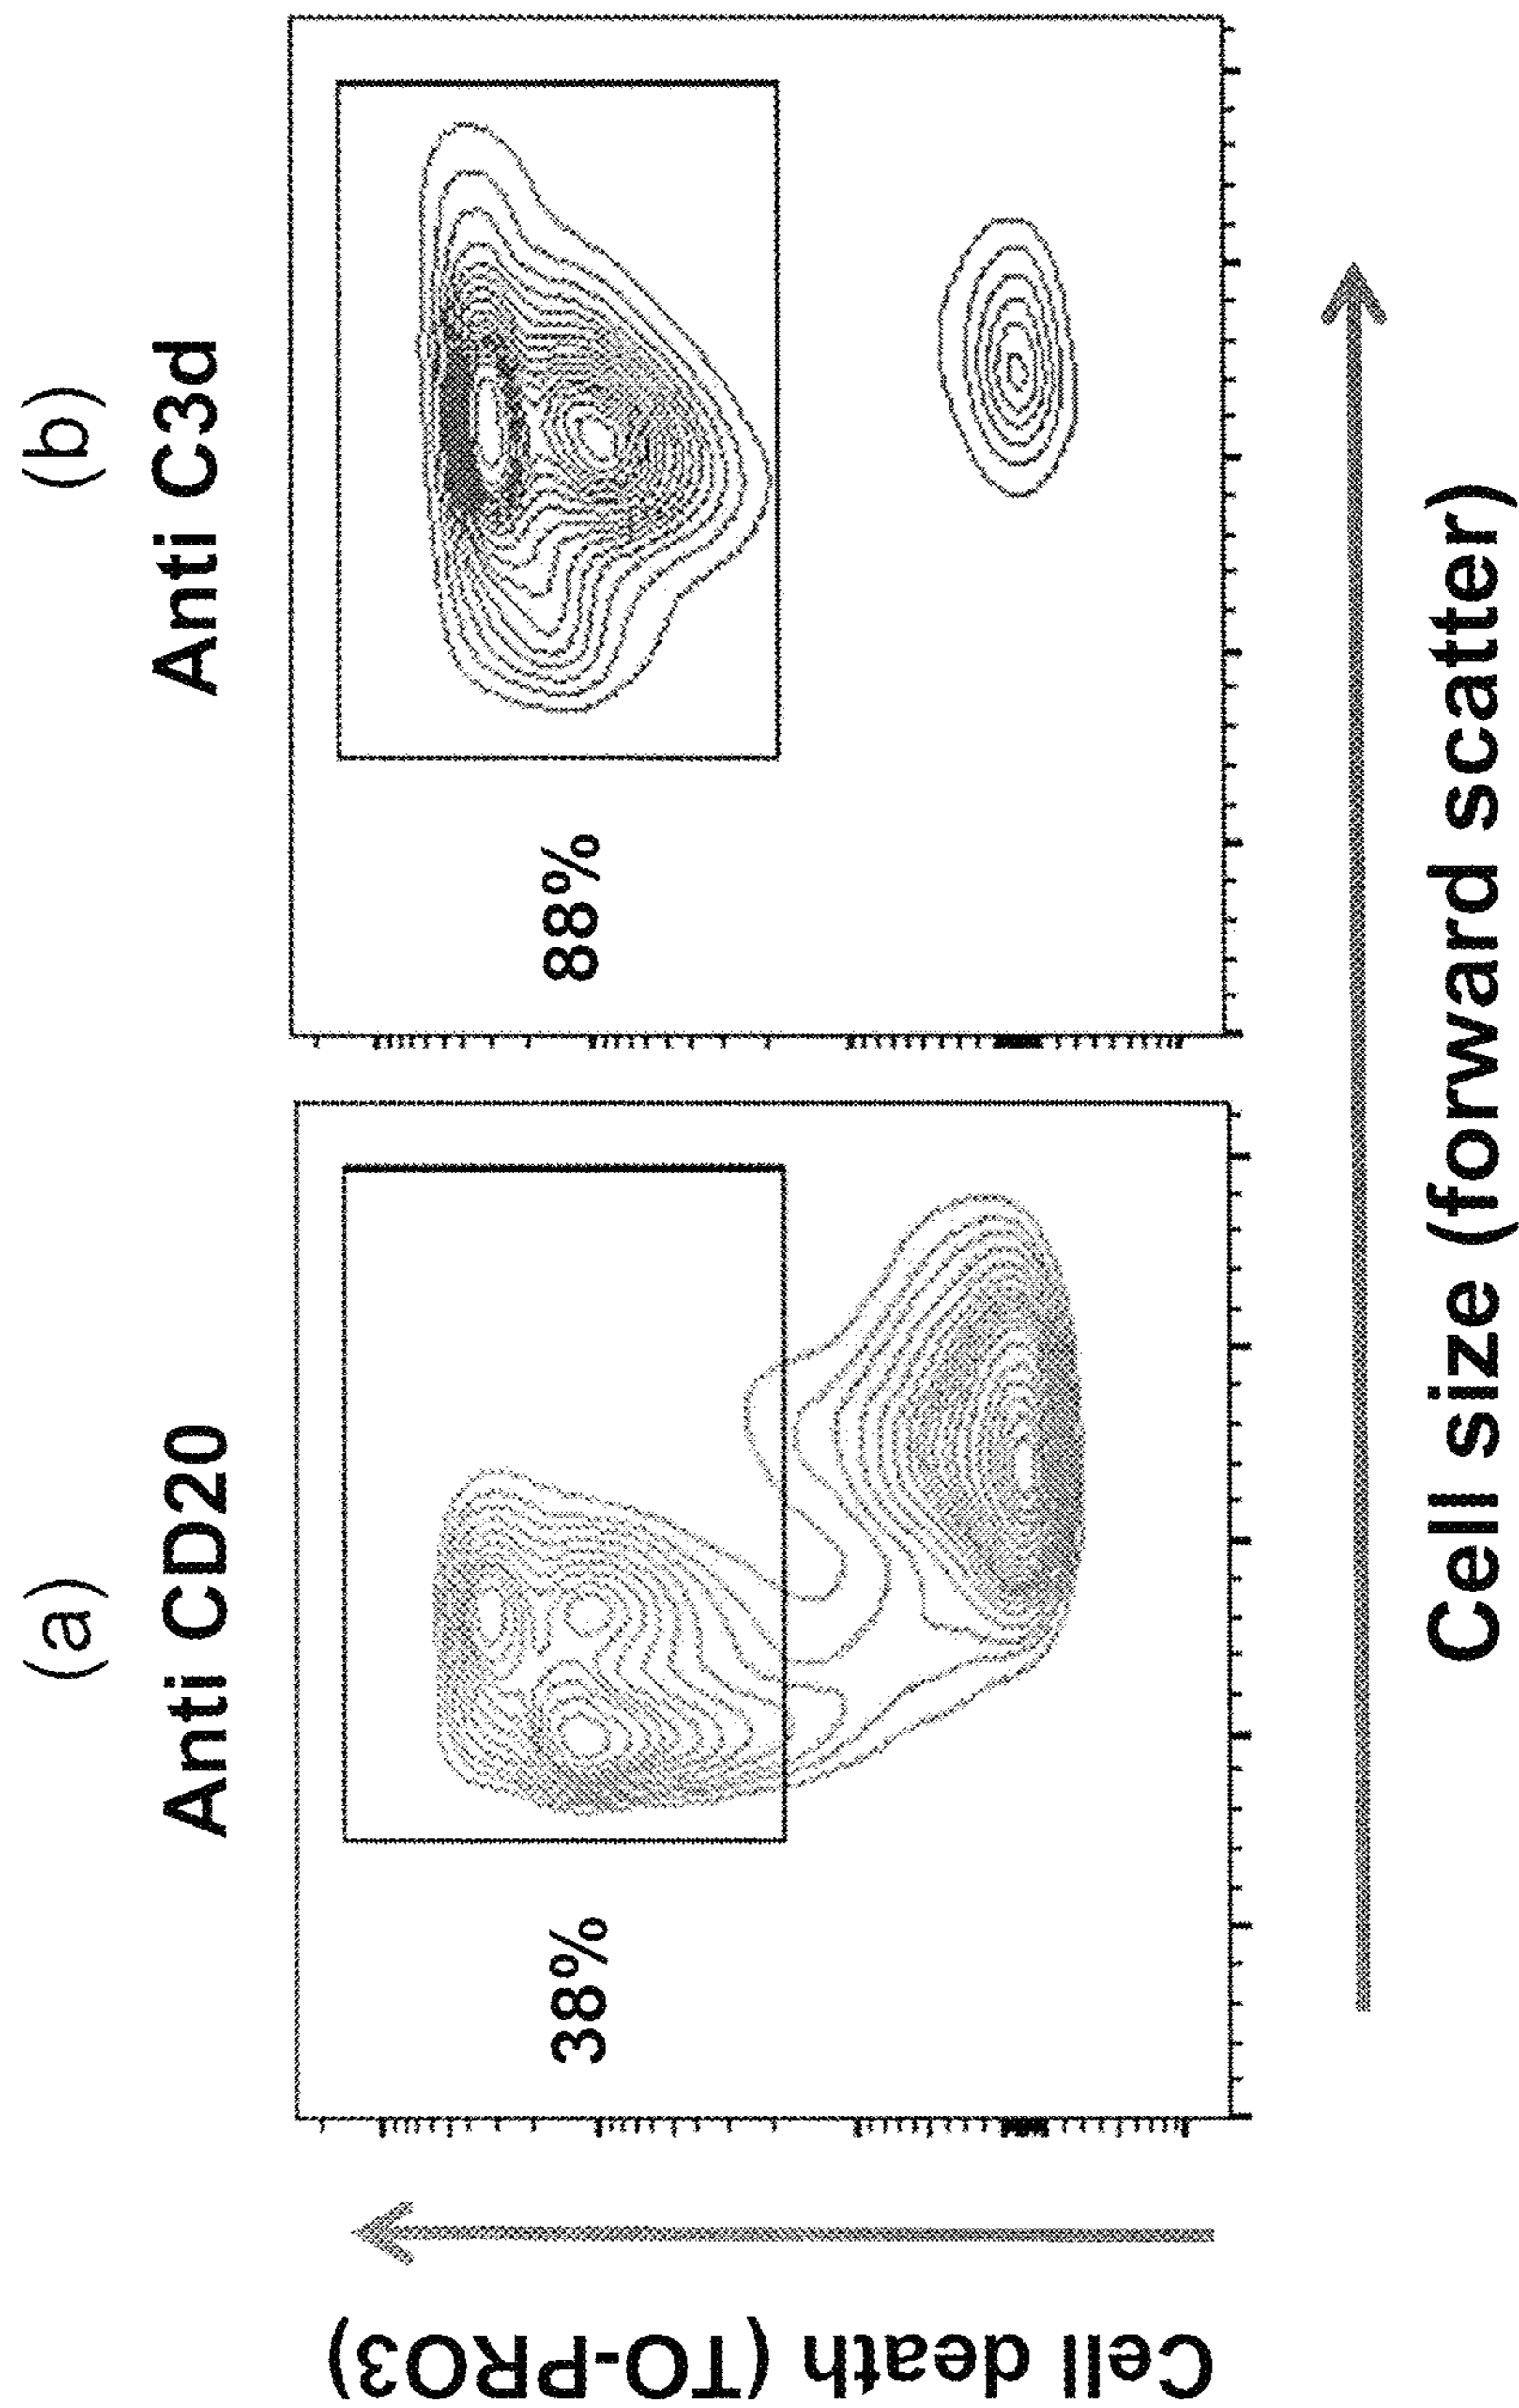 (a)
Anti CD20
38%
(b)
Anti C3d
88%
Cell death (TO-PRO3)
Cell size (forward scatter)